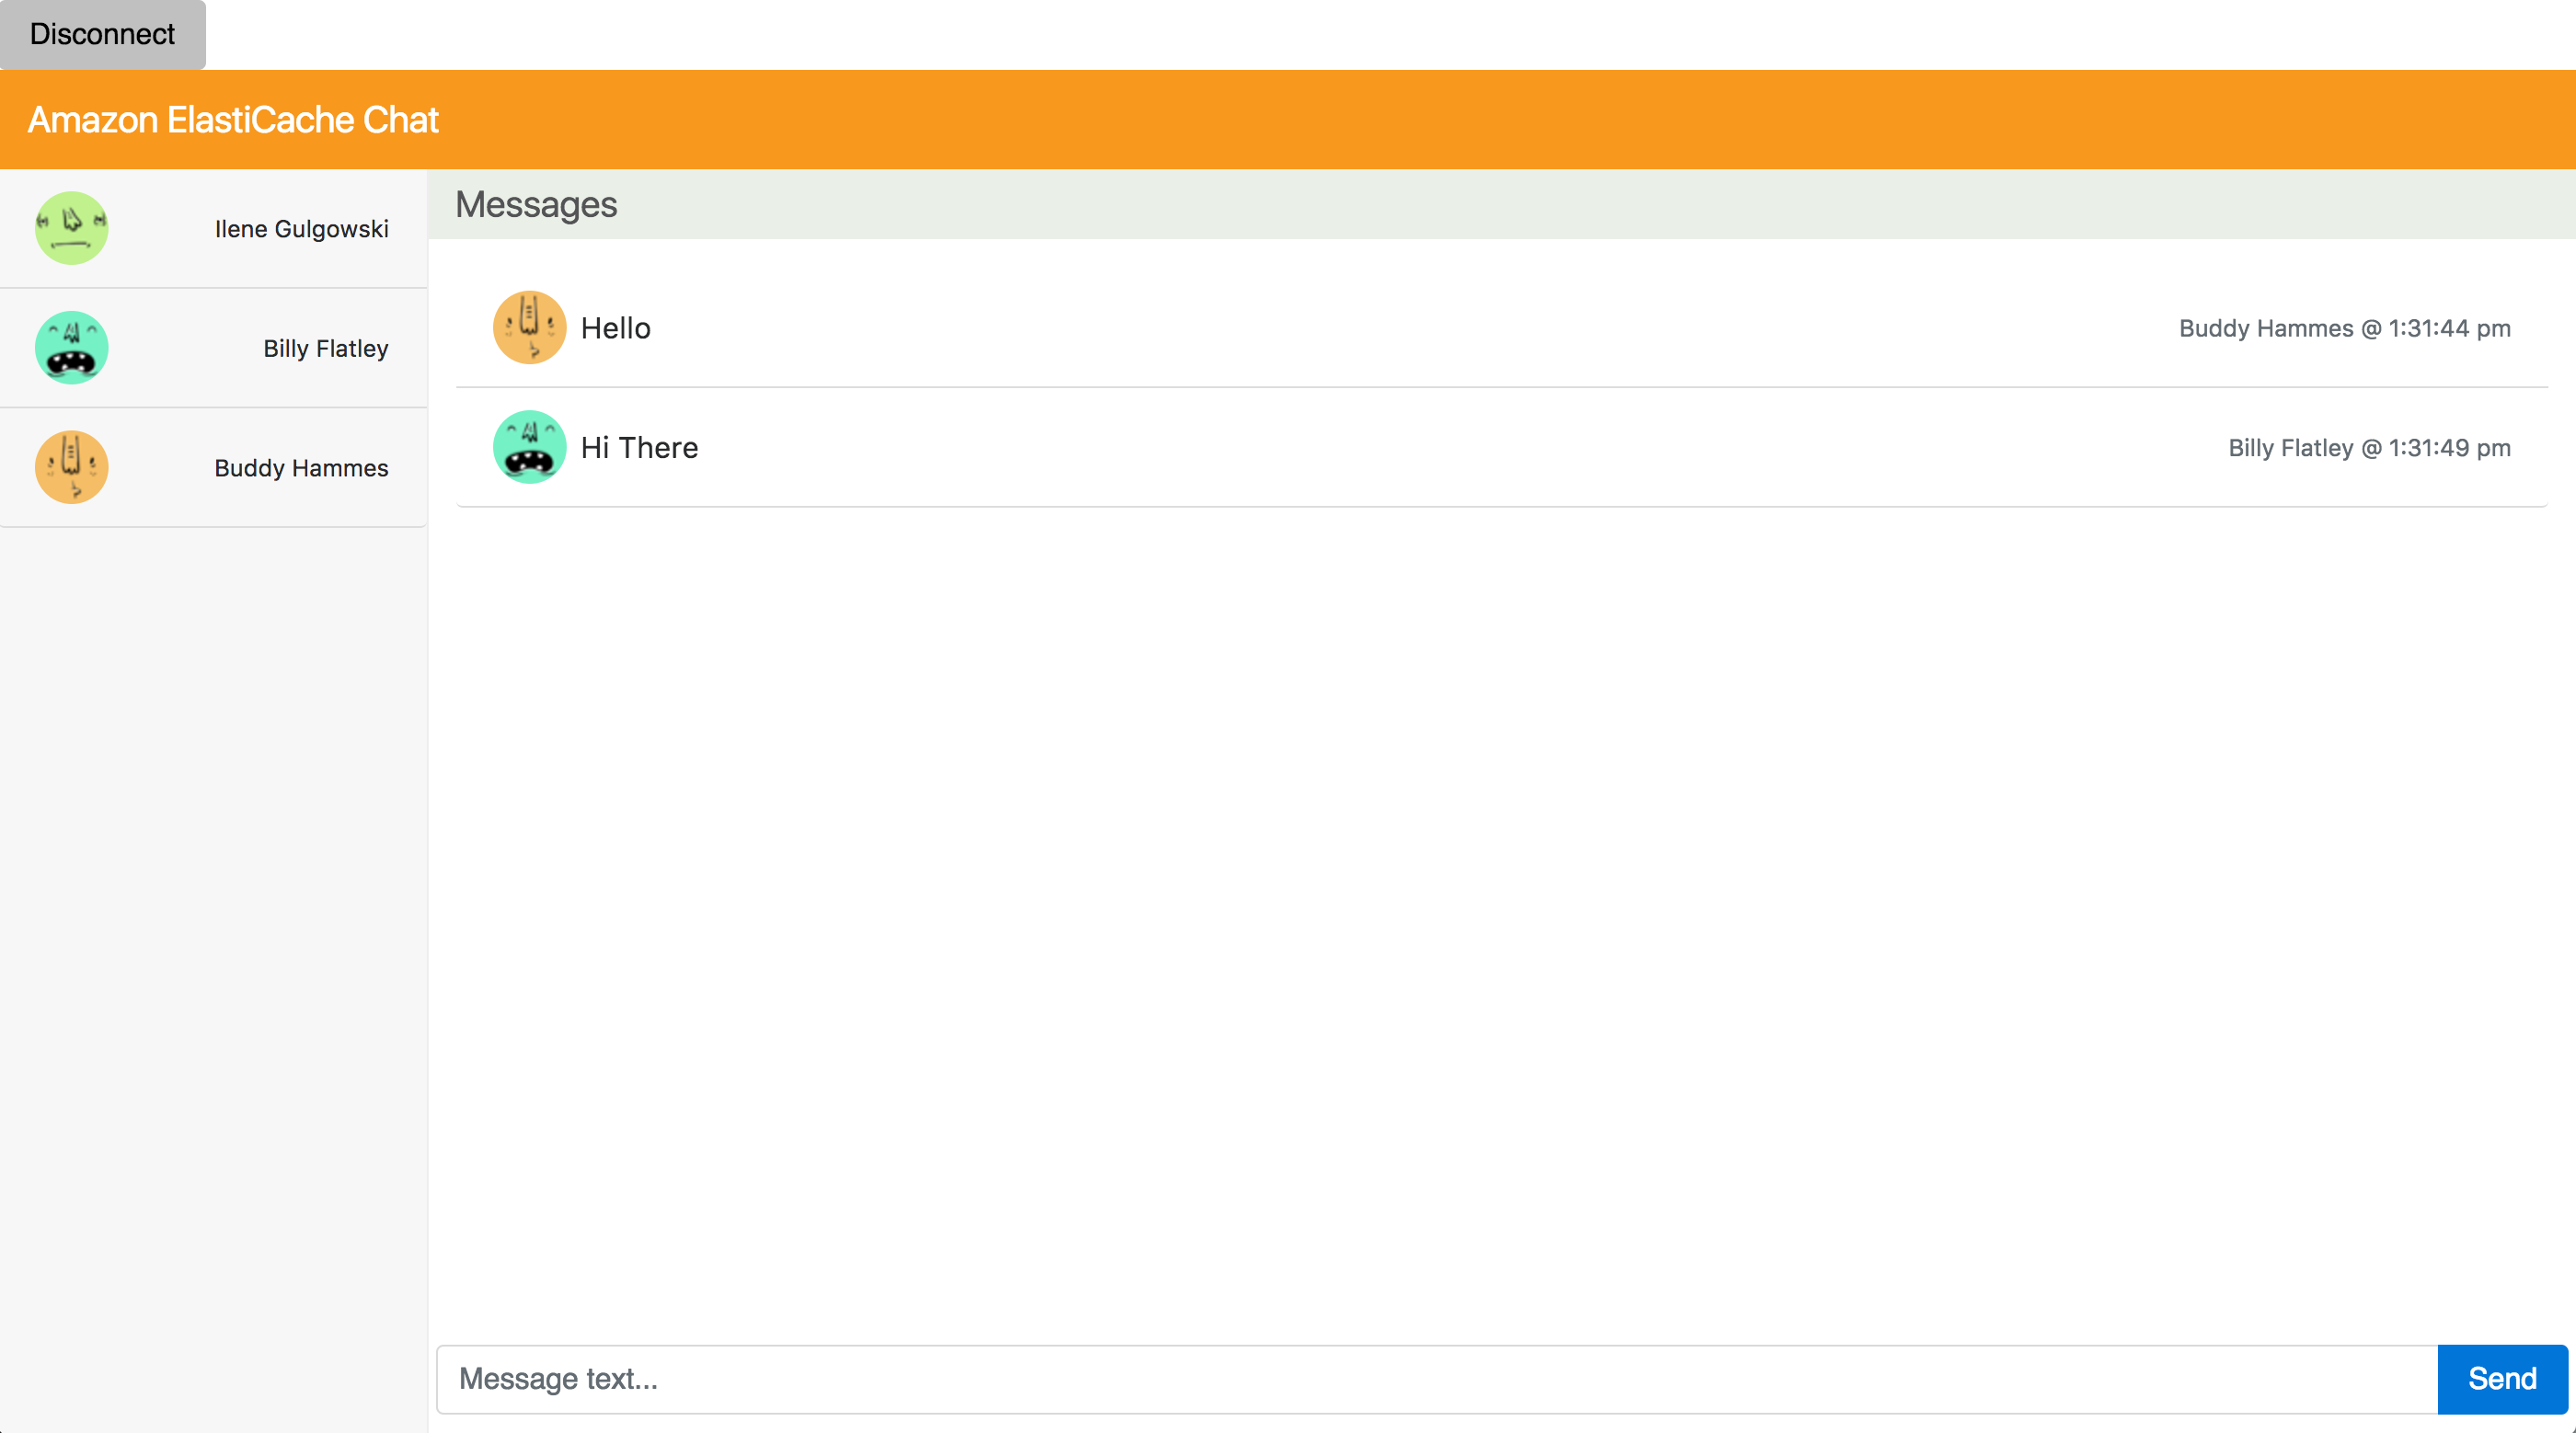 Disconnect
Amazon ElastiCache Chat
Ilene Gulgowski
Billy Flatley
Buddy Hammes
Messages
Hello Buddy Hammes @ 1:31:44 pm
Hi There Billy Flatley @ 1:31:49 pm
Message text... Send